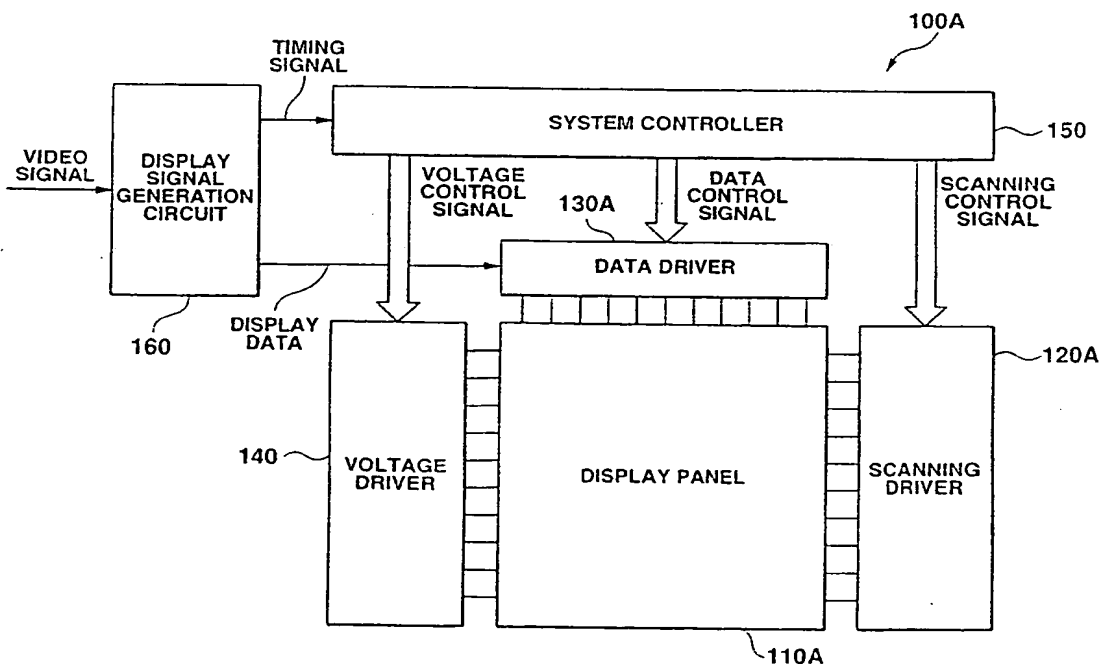 100A
TIMING
SIGNAL
SYSTEM CONTROLLER
150
VIDEO
SIGNAL
DISPLAY
SIGNAL
GENERATION
CIRCUIT
VOLTAGE
CONTROL
SIGNAL
DATA
CONTROL
SIGNAL
SCANNING
CONTROL
SIGNAL
130A
DATA DRIVER
160
DISPLAY
DATA
120A
140
VOLTAGE
DRIVER
DISPLAY PANEL
SCANNING
DRIVER
110A